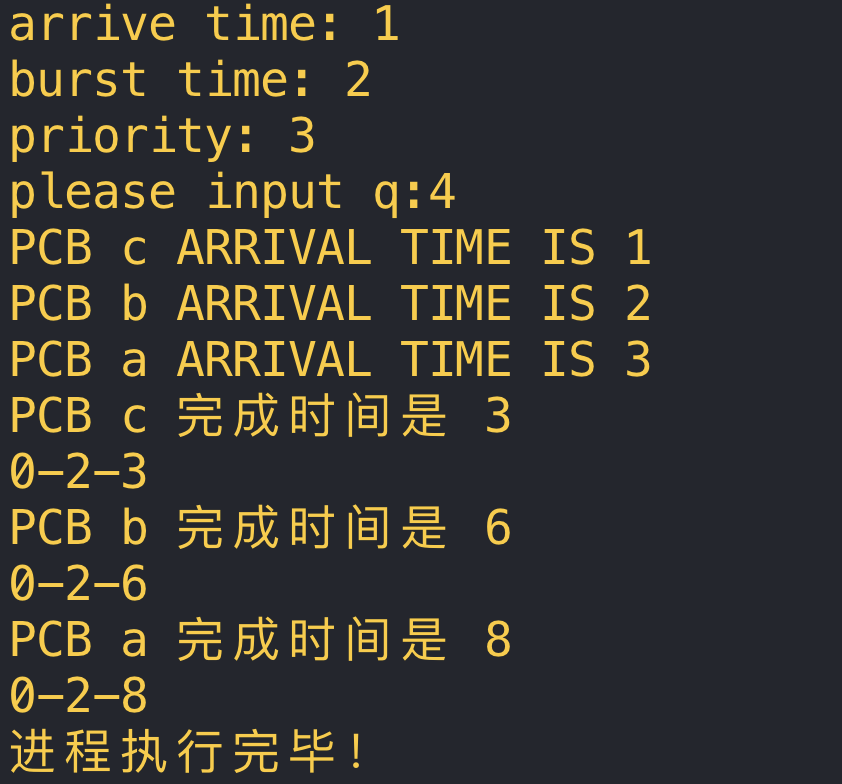 arrive time: 1
burst time: 2
priority: 3
please input q:4
PCB c ARRIVAL TIME IS 1
PCB b ARRIVAL TIME IS 2
PCB a ARRIVAL TIME IS 3
PCB c 完成时间是 3
0-2-3
PCB b 完成时间是 6
0-2-6
PCB a 完成时间是 8
0-2-8
进程执行完毕!